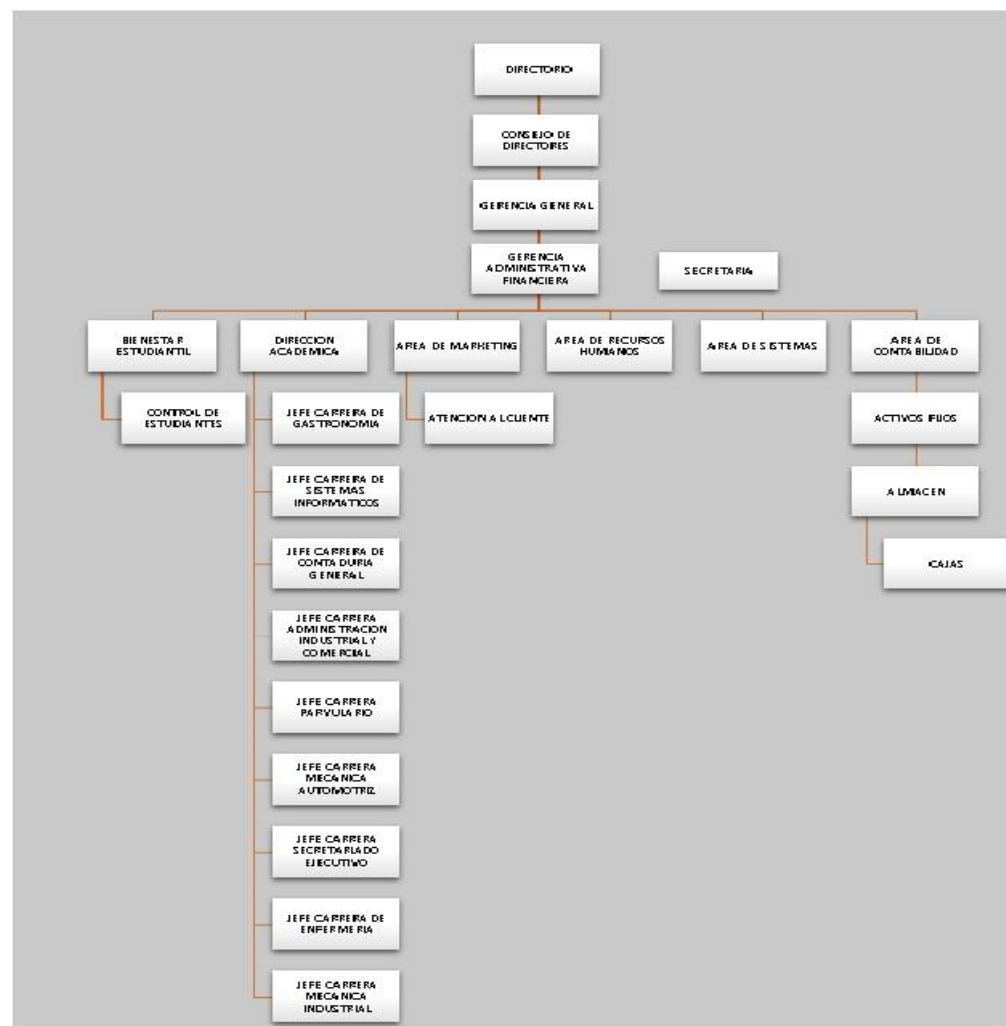 DIRECTORIO
CONSEJO DE
DIRECTORES
GERENCIA GENERAL
GERENCIA
ADMINISTRATIVA
FINANCIERA
SECRETARIA
BIENESTAR
ESTUDIANTIL
DIRECCION
ACADEMICA
AREA DE MARKETING
AREA DE RECURSOS
HUMANOS
AREA DE SISTEMAS
AREA DE
CONTABILIDAD
CONTROL DE
ESTUDIANTES
JEFE CARRERA DE
GASTRONOMIA
ATENCION AL CLIENTE
ACTIVOS FIJOS
JEFE CARRERA DE
SISTEMAS
INFORMATICOS
ALMACEN
JEFE CARRERA DE
CONTADURIA
GENERAL
CAJAS
JEFE CARRERA
ADMINISTRACION
INDUSTRIAL Y
COMERCIAL
JEFE CARRERA
PARVULARIO
JEFE CARRERA
MECANICA
AUTOMOTRIZ
JEFE CARRERA
SECRETARIADO
EJECUTIVO
JEFE CARRERA DE
ENFERMERIA
JEFE CARRERA
MECANICA
INDUSTRIAL